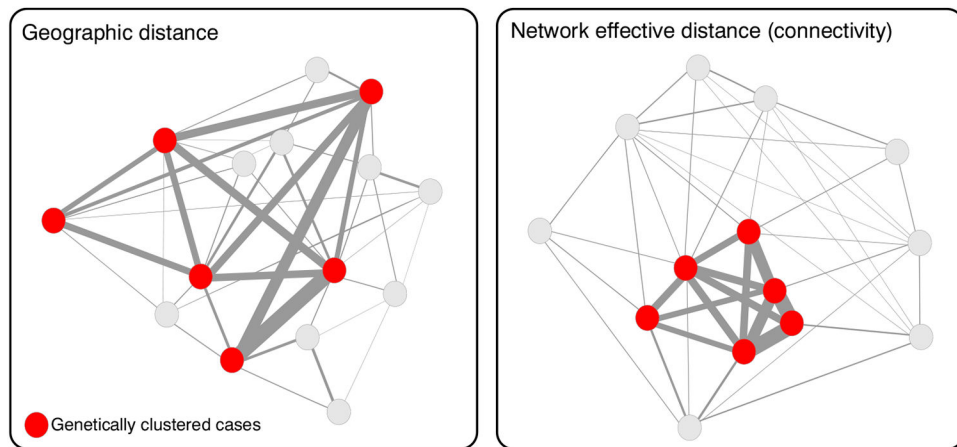 Geographic distance
Network effective distance (connectivity)
Genetically clustered cases